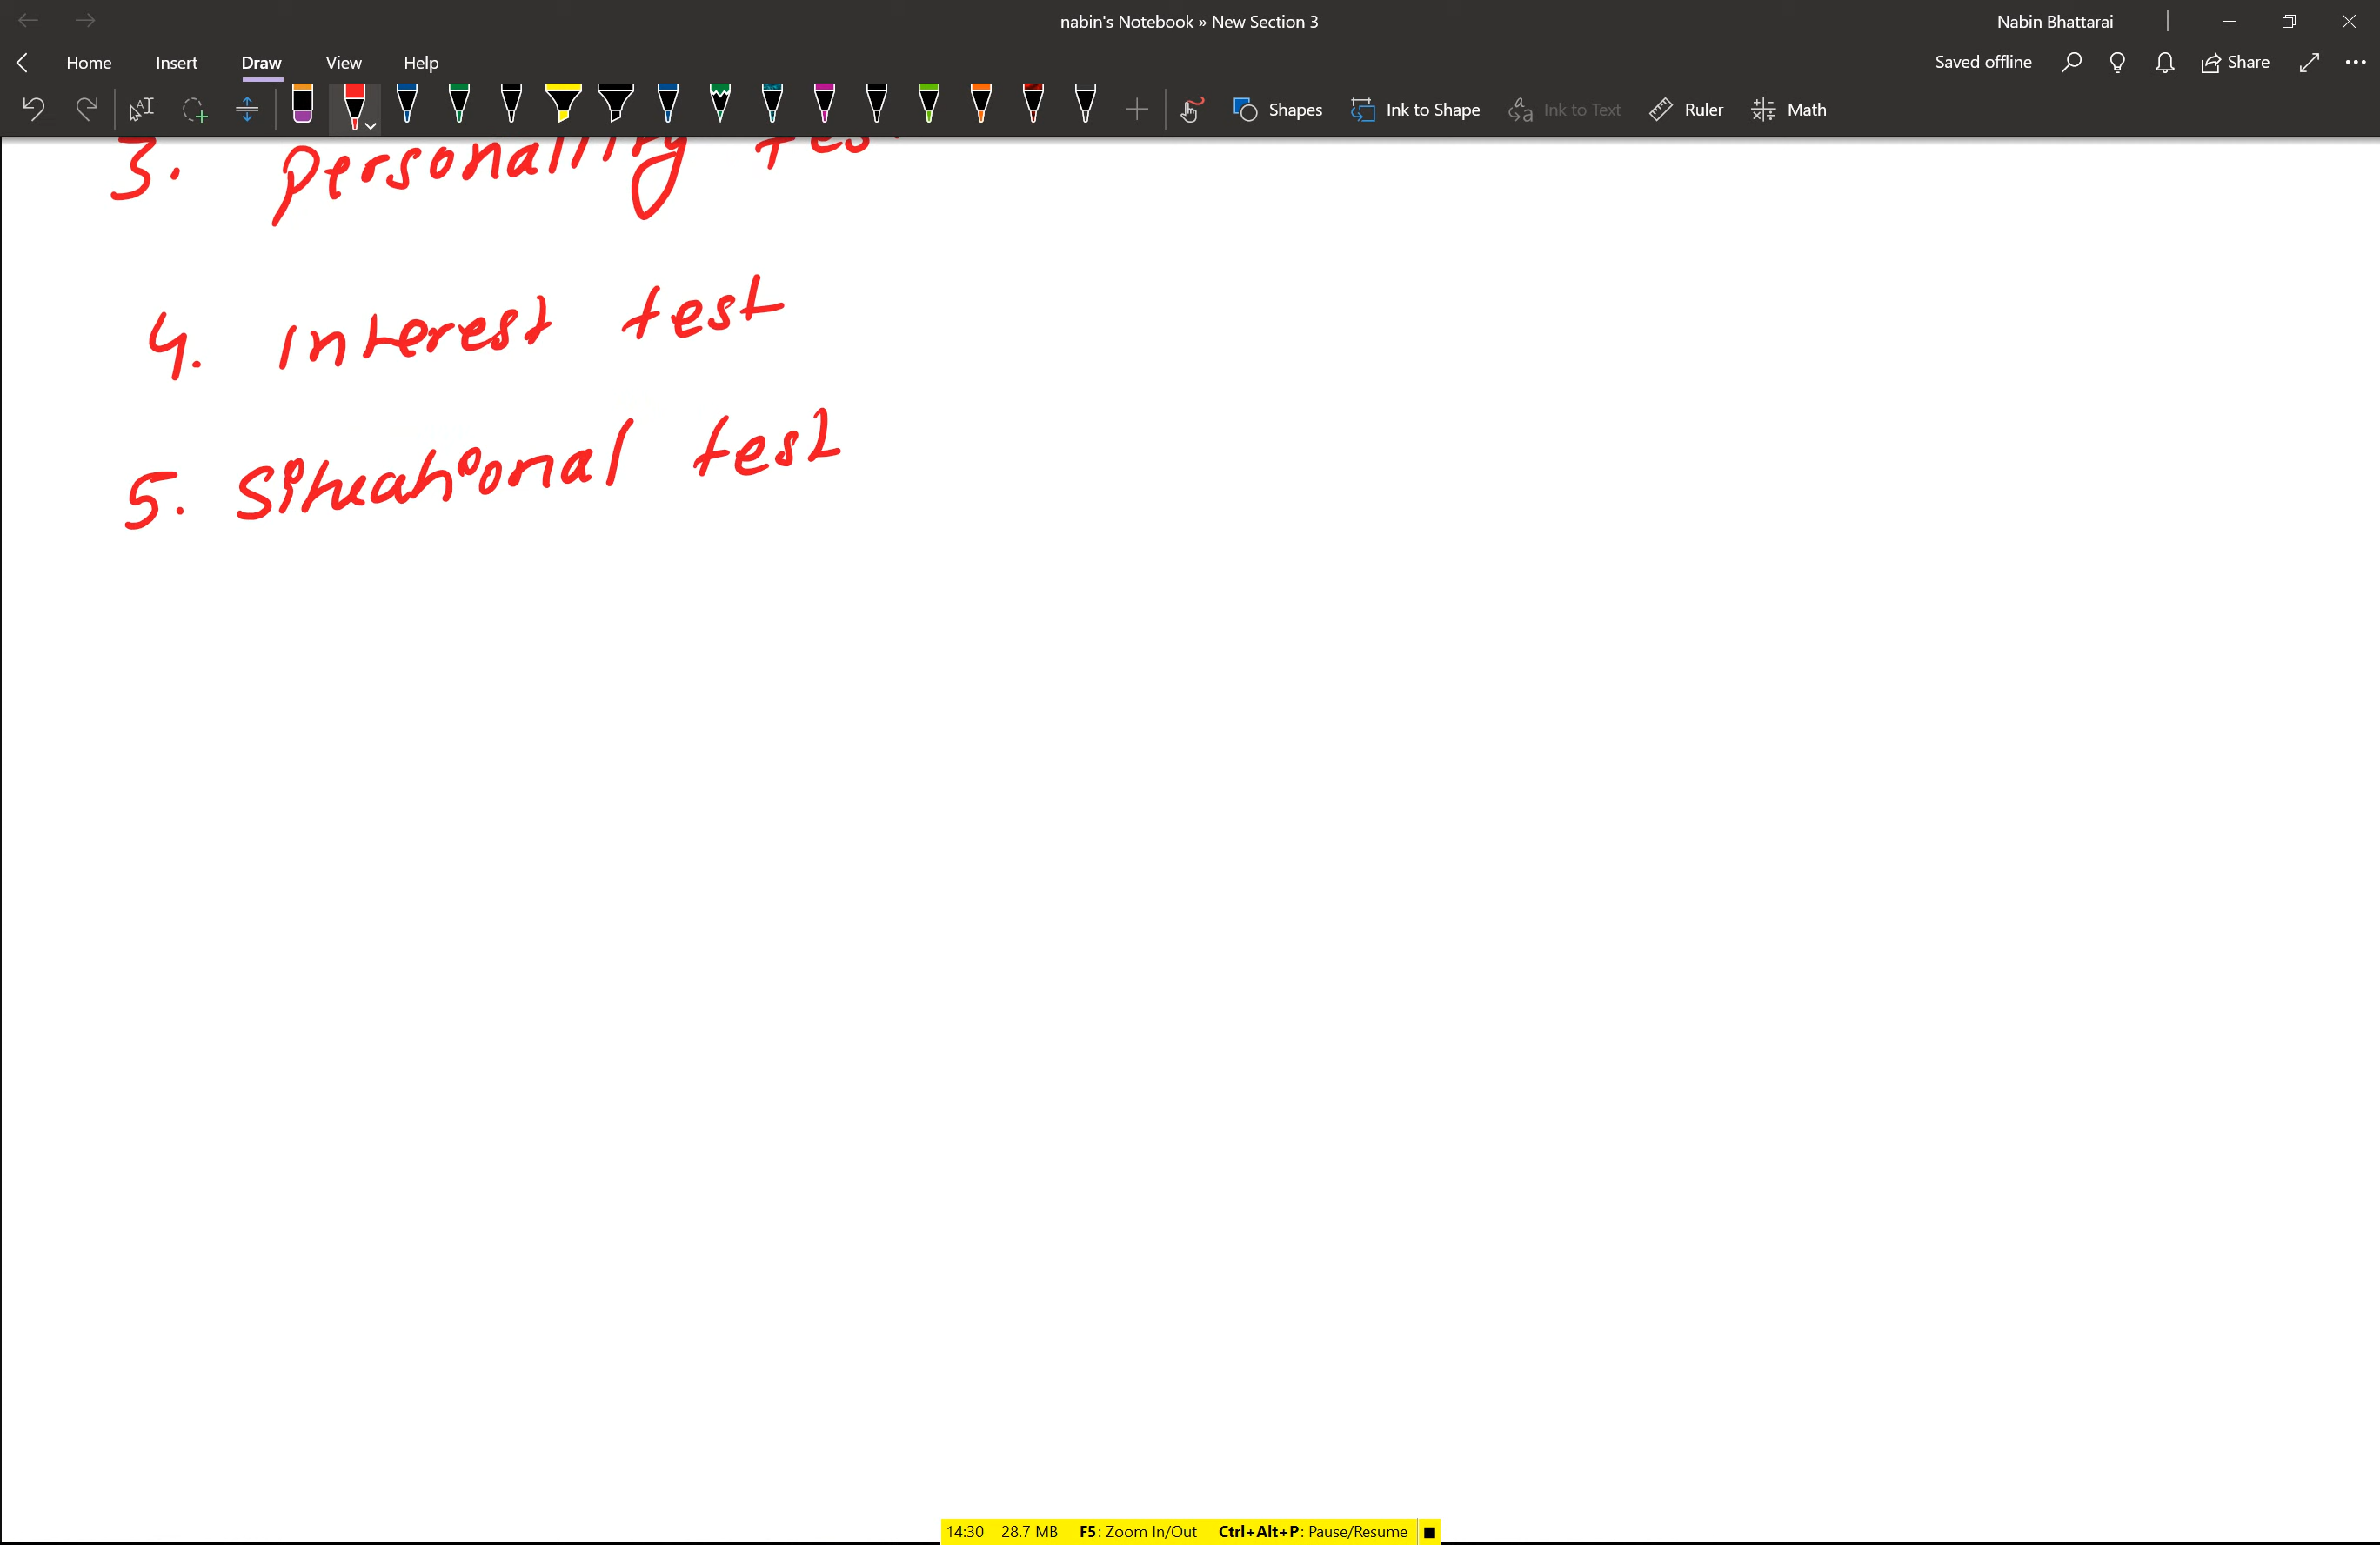 nabin's Notebook » New Section 3
Nabin Bhattarai
Home Insert Draw View Help
Saved offline
Share
Shapes Ink to Shape Ink to Text Ruler Math
3. personality tes
4. interest test
5. situational test
14:30 28.7 MB F5: Zoom In/Out Ctrl+Alt+P: Pause/Resume